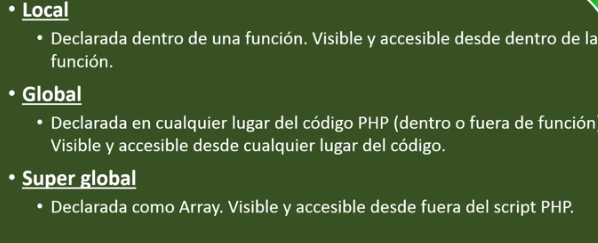 • Local
• Declarada dentro de una función. Visible y accesible desde dentro de la
función.
• Global
• Declarada en cualquier lugar del código PHP (dentro o fuera de función)
Visible y accesible desde cualquier lugar del código.
• Super global
• Declarada como Array. Visible y accesible desde fuera del script PHP.